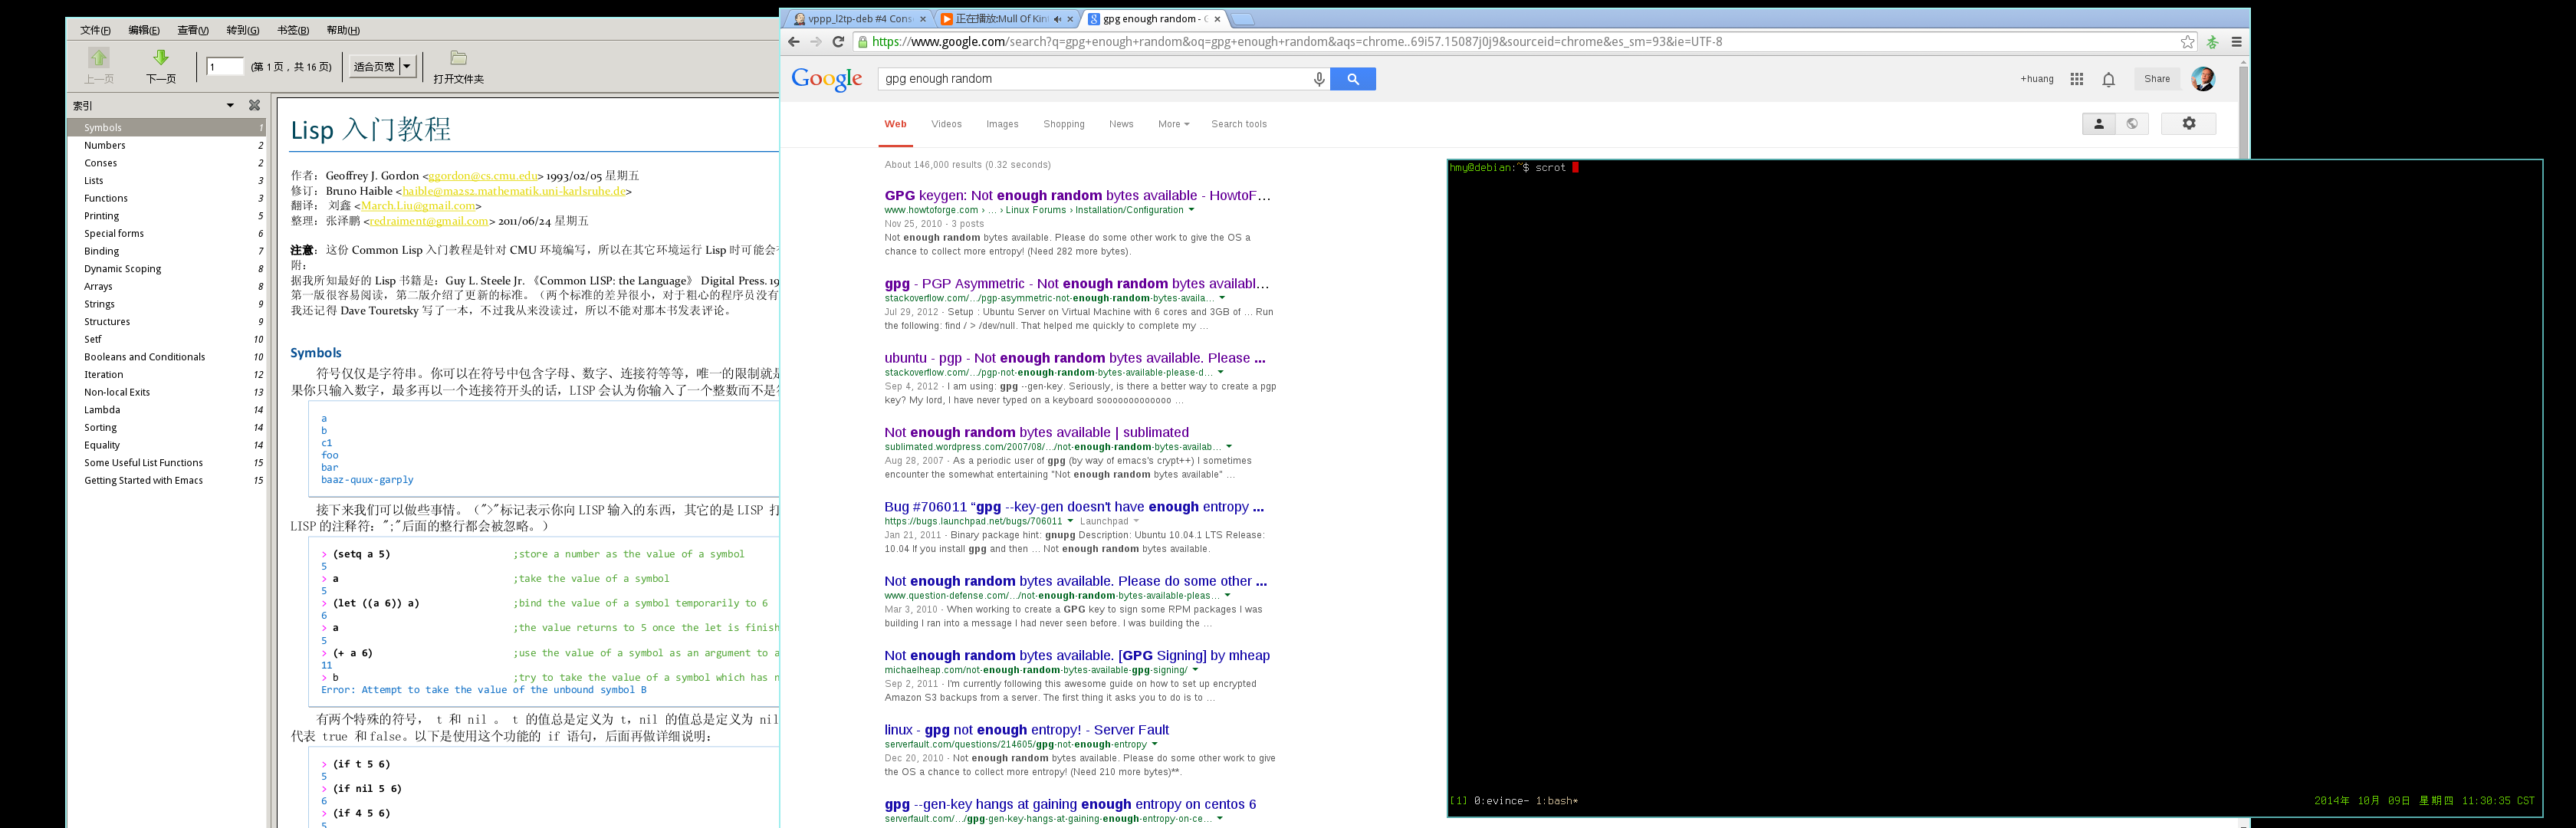 文件(F) 编辑(E) 查看(V) 转到(G) 书签(B) 帮助(H)
上一页 下一页 1 (第 1 页，共 16 页) 适合页宽 打开文件夹
索引
Symbols 1
Numbers 2
Conses 2
Lists 3
Functions 3
Printing 5
Special forms 6
Binding 7
Dynamic Scoping 8
Arrays 8
Strings 9
Structures 9
Setf 10
Booleans and Conditionals 10
Iteration 12
Non-local Exits 13
Lambda 14
Sorting 14
Equality 14
Some Useful List Functions 15
Getting Started with Emacs 15
Lisp 入门教程
作者：Geoffrey J. Gordon <ggordon@cs.cmu.edu> 1993/02/05 星期五
修订：Bruno Haible <haible@ma2s2.mathematik.uni-karlsruhe.de>
翻译： 刘鑫 <March.Liu@gmail.com>
整理：张泽鹏 <redraiment@gmail.com> 2011/06/24 星期五
注意：这份 Common Lisp 入门教程是针对 CMU 环境编写，所以在其它环境运行 Lisp 时可能会
附：
据我所知最好的 Lisp 书籍是：Guy L. Steele Jr. 《Common LISP: the Language》 Digital Press. 19
第一版很容易阅读，第二版介绍了更新的标准。（两个标准的差异很小，对于粗心的程序员没有
我还记得 Dave Touretsky 写了一本，不过我从来没读过，所以不能对那本书发表评论。
Symbols
符号仅仅是字符串。你可以在符号中包含字母、数字、连接符等等，唯一的限制就是
果你只输入数字，最多再以一个连接符开头的话，LISP 会认为你输入了一个整数而不是
a
b
c1
foo
bar
baaz-quux-garply
接下来我们可以做些事情。（">"标记表示你向 LISP 输入的东西，其它的是 LISP 打
LISP 的注释符：";"后面的整行都会被忽略。）
> (setq a 5) ;store a number as the value of a symbol
5
> a ;take the value of a symbol
5
> (let ((a 6)) a) ;bind the value of a symbol temporarily to 6
6
> a ;the value returns to 5 once the let is finish
5
> (+ a 6) ;use the value of a symbol as an argument to a
11
> b ;try to take the value of a symbol which has n
Error: Attempt to take the value of the unbound symbol B
有两个特殊的符号， t 和 nil 。 t 的值总是定义为 t，nil 的值总是定义为 nil
代表 true 和 false。以下是使用这个功能的 if 语句，后面再做详细说明：
> (if t 5 6)
5
> (if nil 5 6)
6
> (if 4 5 6)
5
vppp_l2tp-deb #4 Cons 正在播放:Mull Of Kin gpg enough random - G
https://www.google.com/search?q=gpg+enough+random&oq=gpg+enough+random&aqs=chrome..69i57.15087j0j9&sourceid=chrome&es_sm=93&ie=UTF-8
Google gpg enough random +huang Share
Web Videos Images Shopping News More Search tools
About 146,000 results (0.32 seconds)
GPG keygen: Not enough random bytes available - HowtoF...
www.howtoforge.com › ... › Linux Forums › Installation/Configuration
Nov 25, 2010 - 3 posts
Not enough random bytes available. Please do some other work to give the OS a
chance to collect more entropy! (Need 282 more bytes).
gpg - PGP Asymmetric - Not enough random bytes availabl...
stackoverflow.com/.../pgp-asymmetric-not-enough-random-bytes-availa...
Jul 29, 2012 - Setup : Ubuntu Server on Virtual Machine with 6 cores and 3GB of ... Run
the following: find / > /dev/null. That helped me quickly to complete my ...
ubuntu - pgp - Not enough random bytes available. Please ...
stackoverflow.com/.../pgp-not-enough-random-bytes-available-please-d...
Sep 4, 2012 - I am using: gpg --gen-key. Seriously, is there a better way to create a pgp
key? My lord, I have never typed on a keyboard sooooooooooooo ...
Not enough random bytes available | sublimated
sublimated.wordpress.com/2007/08/.../not-enough-random-bytes-availab...
Aug 28, 2007 - As a periodic user of gpg (by way of emacs's crypt++) I sometimes
encounter the somewhat entertaining "Not enough random bytes available" ...
Bug #706011 “gpg --key-gen doesn't have enough entropy ...
https://bugs.launchpad.net/bugs/706011 Launchpad
Jan 21, 2011 - Binary package hint: gnupg Description: Ubuntu 10.04.1 LTS Release:
10.04 If you install gpg and then ... Not enough random bytes available.
Not enough random bytes available. Please do some other ...
www.question-defense.com/.../not-enough-random-bytes-available-pleas...
Mar 3, 2010 - When working to create a GPG key to sign some RPM packages I was
building I ran into a message I had never seen before. I was building the ...
Not enough random bytes available. [GPG Signing] by mheap
michaelheap.com/not-enough-random-bytes-available-gpg-signing/
Sep 2, 2011 - I'm currently following this awesome guide on how to set up encrypted
Amazon S3 backups from a server. The first thing it asks you to do is to ...
linux - gpg not enough entropy! - Server Fault
serverfault.com/questions/214605/gpg-not-enough-entropy
Dec 20, 2010 - Not enough random bytes available. Please do some other work to give
the OS a chance to collect more entropy! (Need 210 more bytes)**.
gpg --gen-key hangs at gaining enough entropy on centos 6
serverfault.com/.../gpg-gen-key-hangs-at-gaining-enough-entropy-on-ce...
hmy@debian:~$ scrot
[1] 0:evince- 1:bash* 2014年 10月 09日 星期四 11:30:35 CST